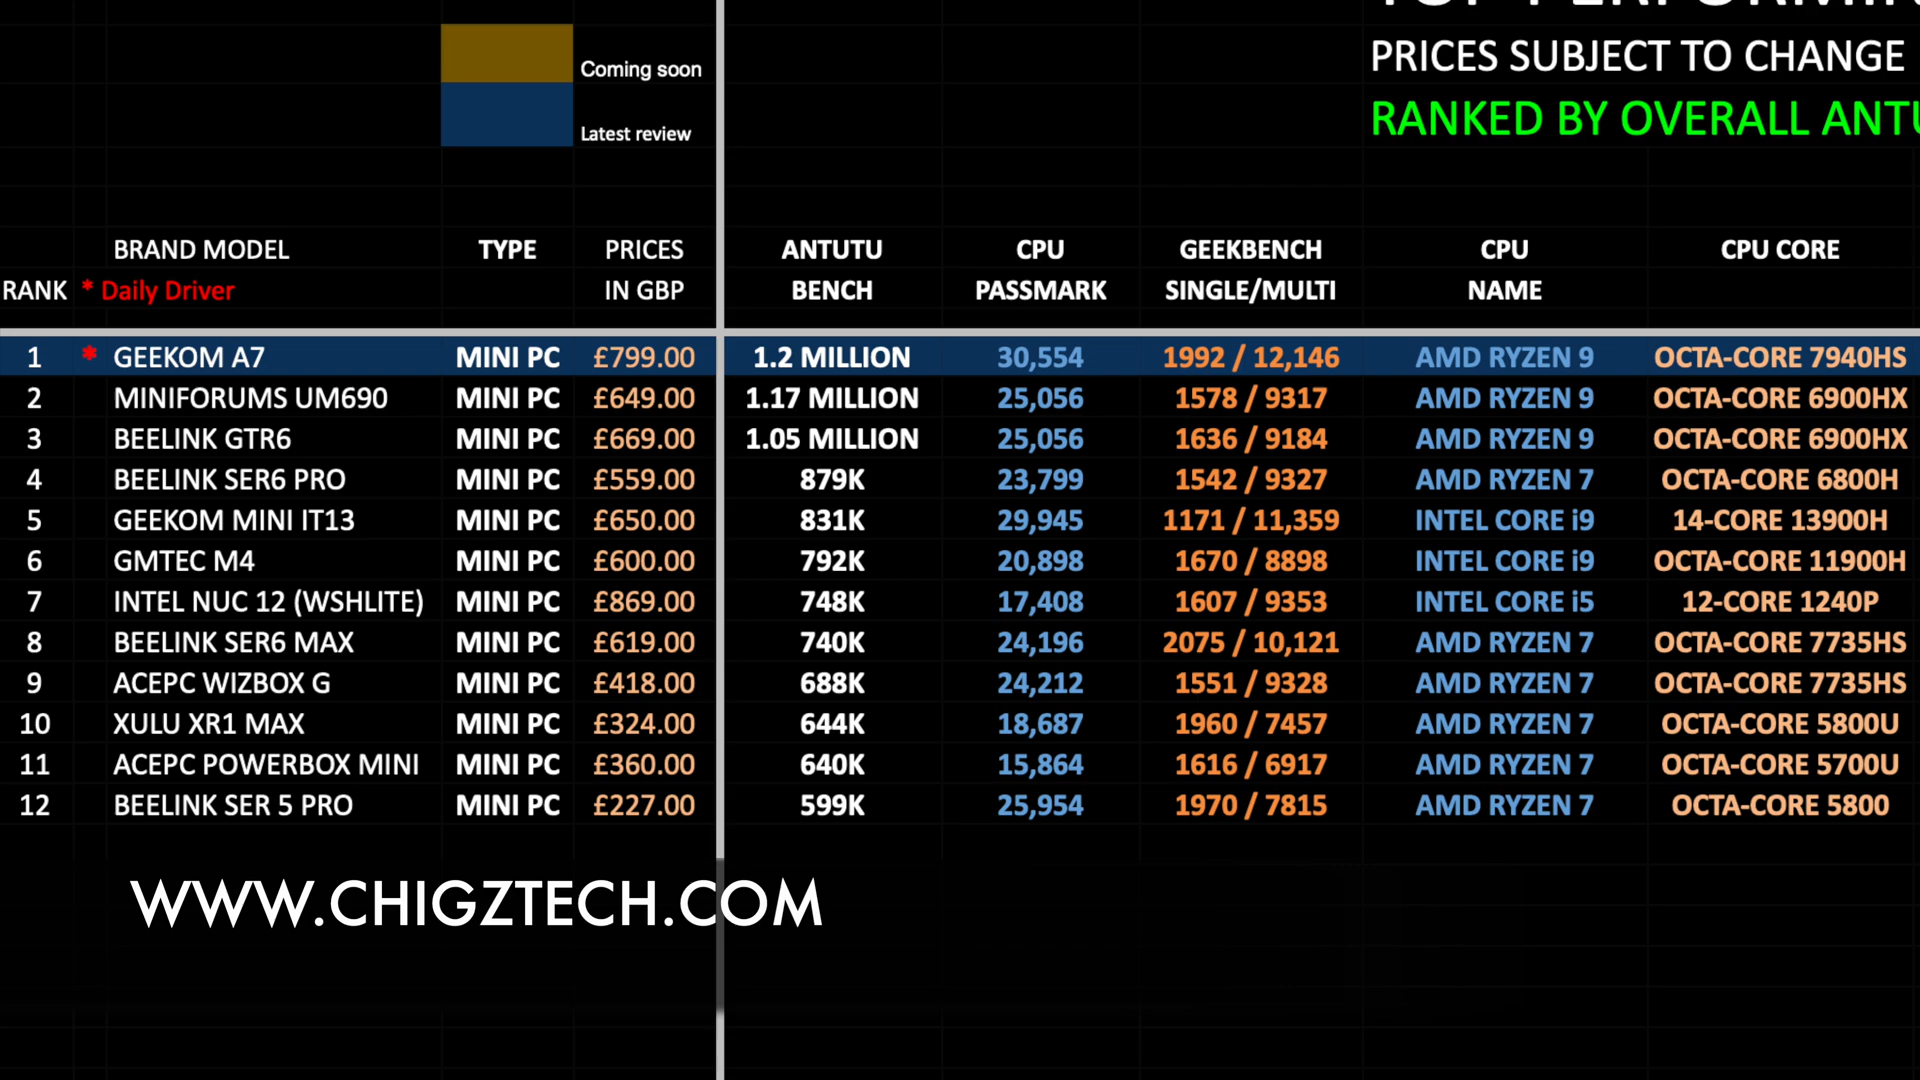 Coming soon
PRICES SUBJECT TO CHANGE
RANKED BY OVERALL
Latest review
BRAND MODEL TYPE PRICES ANTUTU CPU GEEKBENCH CPU CPU CORE
RANK * Daily Driver IN GBP BENCH PASSMARK SINGLE/MULTI NAME
1 * GEEKOM A7 MINI PC £799.00 1.2 MILLION 30,554 1992 / 12,146 AMD RYZEN 9 OCTA-CORE 7940HS
2 MINIFORUMS UM690 MINI PC £649.00 1.17 MILLION 25,056 1578 / 9317 AMD RYZEN 9 OCTA-CORE 6900HX
3 BEELINK GTR6 MINI PC £669.00 1.05 MILLION 25,056 1636 / 9184 AMD RYZEN 9 OCTA-CORE 6900HX
4 BEELINK SER6 PRO MINI PC £559.00 879K 23,799 1542 / 9327 AMD RYZEN 7 OCTA-CORE 6800H
5 GEEKOM MINI IT13 MINI PC £650.00 831K 29,945 1171 / 11,359 INTEL CORE i9 14-CORE 13900H
6 GMTEC M4 MINI PC £600.00 792K 20,898 1670 / 8898 INTEL CORE i9 OCTA-CORE 11900H
7 INTEL NUC 12 (WSHLITE) MINI PC £869.00 748K 17,408 1607 / 9353 INTEL CORE i5 12-CORE 1240P
8 BEELINK SER6 MAX MINI PC £619.00 740K 24,196 2075 / 10,121 AMD RYZEN 7 OCTA-CORE 7735HS
9 ACEPC WIZBOX G MINI PC £418.00 688K 24,212 1551 / 9328 AMD RYZEN 7 OCTA-CORE 7735HS
10 XULU XR1 MAX MINI PC £324.00 644K 18,687 1960 / 7457 AMD RYZEN 7 OCTA-CORE 5800U
11 ACEPC POWERBOX MINI MINI PC £360.00 640K 15,864 1616 / 6917 AMD RYZEN 7 OCTA-CORE 5700U
12 BEELINK SER 5 PRO MINI PC £227.00 599K 25,954 1970 / 7815 AMD RYZEN 7 OCTA-CORE 5800
WWW.CHIGZTECH.COM